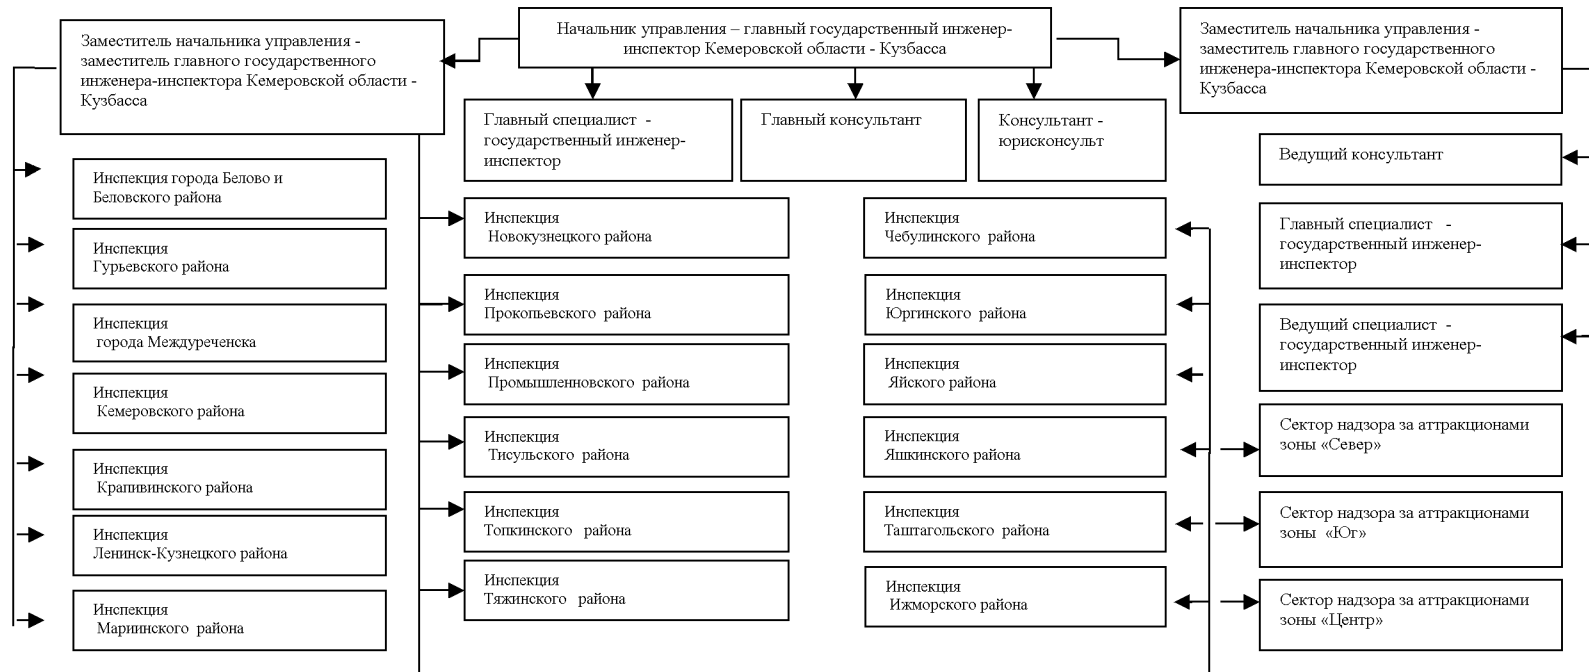 Заместитель начальника управления -
заместитель главного государственного
инженера-инспектора Кемеровской области -
Кузбасса
Начальник управления – главный государственный инженер-
инспектор Кемеровской области - Кузбасса
Заместитель начальника управления -
заместитель главного государственного
инженера-инспектора Кемеровской области -
Кузбасса
Главный специалист -
государственный инженер-
инспектор
Главный консультант
Консультант -
юрисконсульт
Инспекция города Белово и
Беловского района
Инспекция
Гурьевского района
Инспекция
города Междуреченска
Инспекция
Кемеровского района
Инспекция
Крапивинского района
Инспекция
Ленинск-Кузнецкого района
Инспекция
Мариинского района
Инспекция
Новокузнецкого района
Инспекция
Прокопьевского района
Инспекция
Промышленновского района
Инспекция
Тисульского района
Инспекция
Топкинского района
Инспекция
Тяжинского района
Инспекция
Чебулинского района
Инспекция
Юргинского района
Инспекция
Яйского района
Инспекция
Яшкинского района
Инспекция
Таштагольского района
Инспекция
Ижморского района
Ведущий консультант
Главный специалист -
государственный инженер-
инспектор
Ведущий специалист -
государственный инженер-
инспектор
Сектор надзора за аттракционами
зоны «Север»
Сектор надзора за аттракционами
зоны «Юг»
Сектор надзора за аттракционами
зоны «Центр»